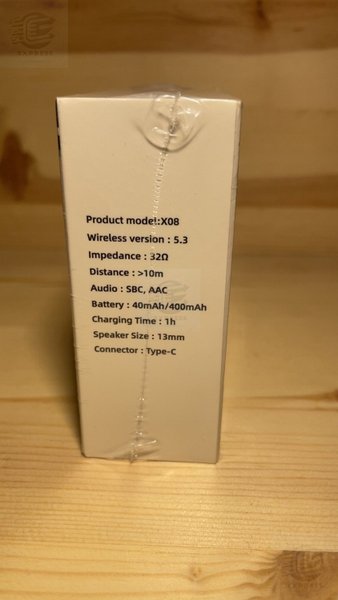 Product model:X08
Wireless version : 5.3
Impedance : 32Ω
Distance : >10m
Audio : SBC, AAC
Battery : 40mAh/400mAh
Charging Time : 1h
Speaker Size : 13mm
Connector : Type-C